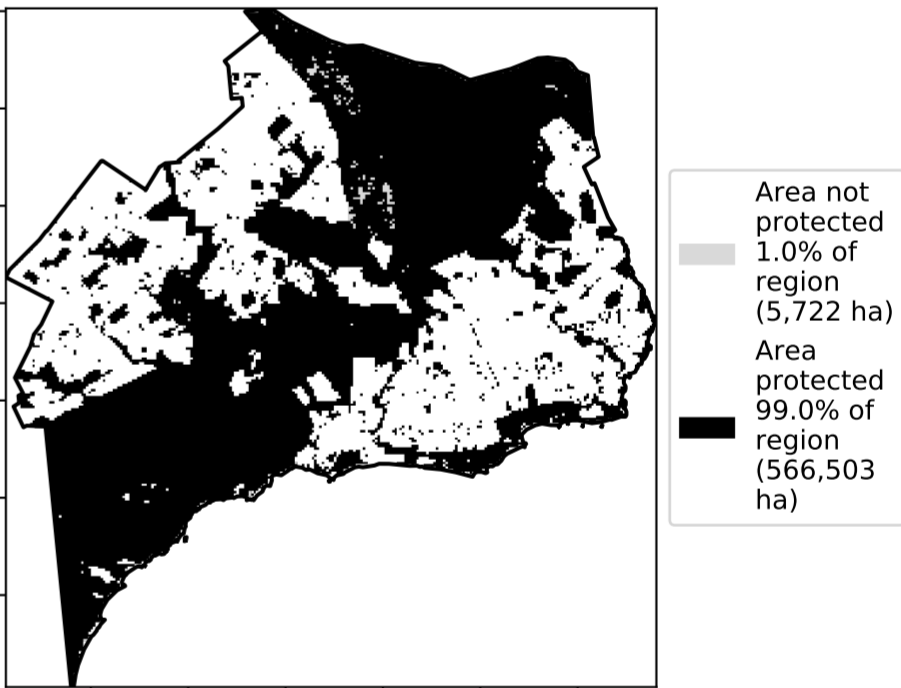 Area not
protected
1.0% of
region
(5,722 ha)
Area
protected
99.0% of
region
(566,503
ha)